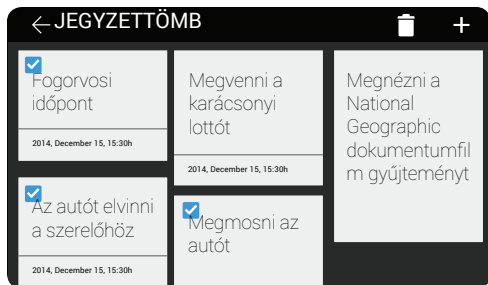 JEGYZETTÖMB
Fogorvosi
időpont
2014, December 15, 15:30h
Az autót elvinni
a szerelőhöz
2014, December 15, 15:30h
Megvenni a
karácsonyi
lottót
2014, December 15, 15:30h
Megmosni az
autót
Megnézni a
National
Geographic
dokumentumfil
m gyűjteményt